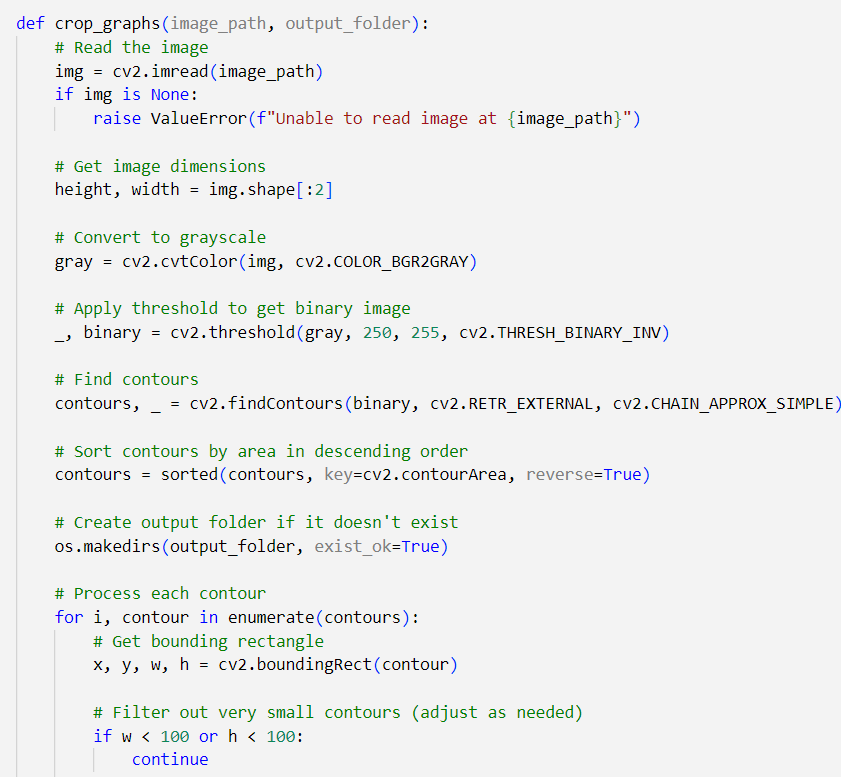 def crop_graphs(image_path, output_folder):
    # Read the image
    img = cv2.imread(image_path)
    if img is None:
        raise ValueError(f"Unable to read image at {image_path}")

    # Get image dimensions
    height, width = img.shape[:2]

    # Convert to grayscale
    gray = cv2.cvtColor(img, cv2.COLOR_BGR2GRAY)

    # Apply threshold to get binary image
    _, binary = cv2.threshold(gray, 250, 255, cv2.THRESH_BINARY_INV)

    # Find contours
    contours, _ = cv2.findContours(binary, cv2.RETR_EXTERNAL, cv2.CHAIN_APPROX_SIMPLE)

    # Sort contours by area in descending order
    contours = sorted(contours, key=cv2.contourArea, reverse=True)

    # Create output folder if it doesn't exist
    os.makedirs(output_folder, exist_ok=True)

    # Process each contour
    for i, contour in enumerate(contours):
        # Get bounding rectangle
        x, y, w, h = cv2.boundingRect(contour)

        # Filter out very small contours (adjust as needed)
        if w < 100 or h < 100:
            continue